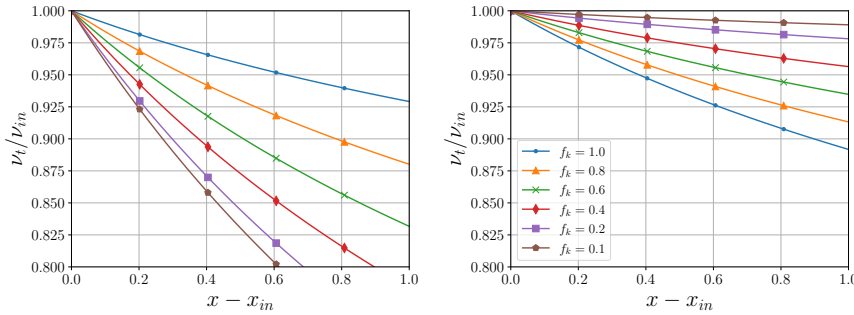 1.000
0.975
0.950
0.925
0.900
0.875
0.850
0.825
0.800
ν_t/ν_in
0.0 0.2 0.4 0.6 0.8 1.0
x − x_in
1.000
0.975
0.950
0.925
0.900
0.875
0.850
0.825
0.800
ν_t/ν_in
f_k = 1.0
f_k = 0.8
f_k = 0.6
f_k = 0.4
f_k = 0.2
f_k = 0.1
0.0 0.2 0.4 0.6 0.8 1.0
x − x_in